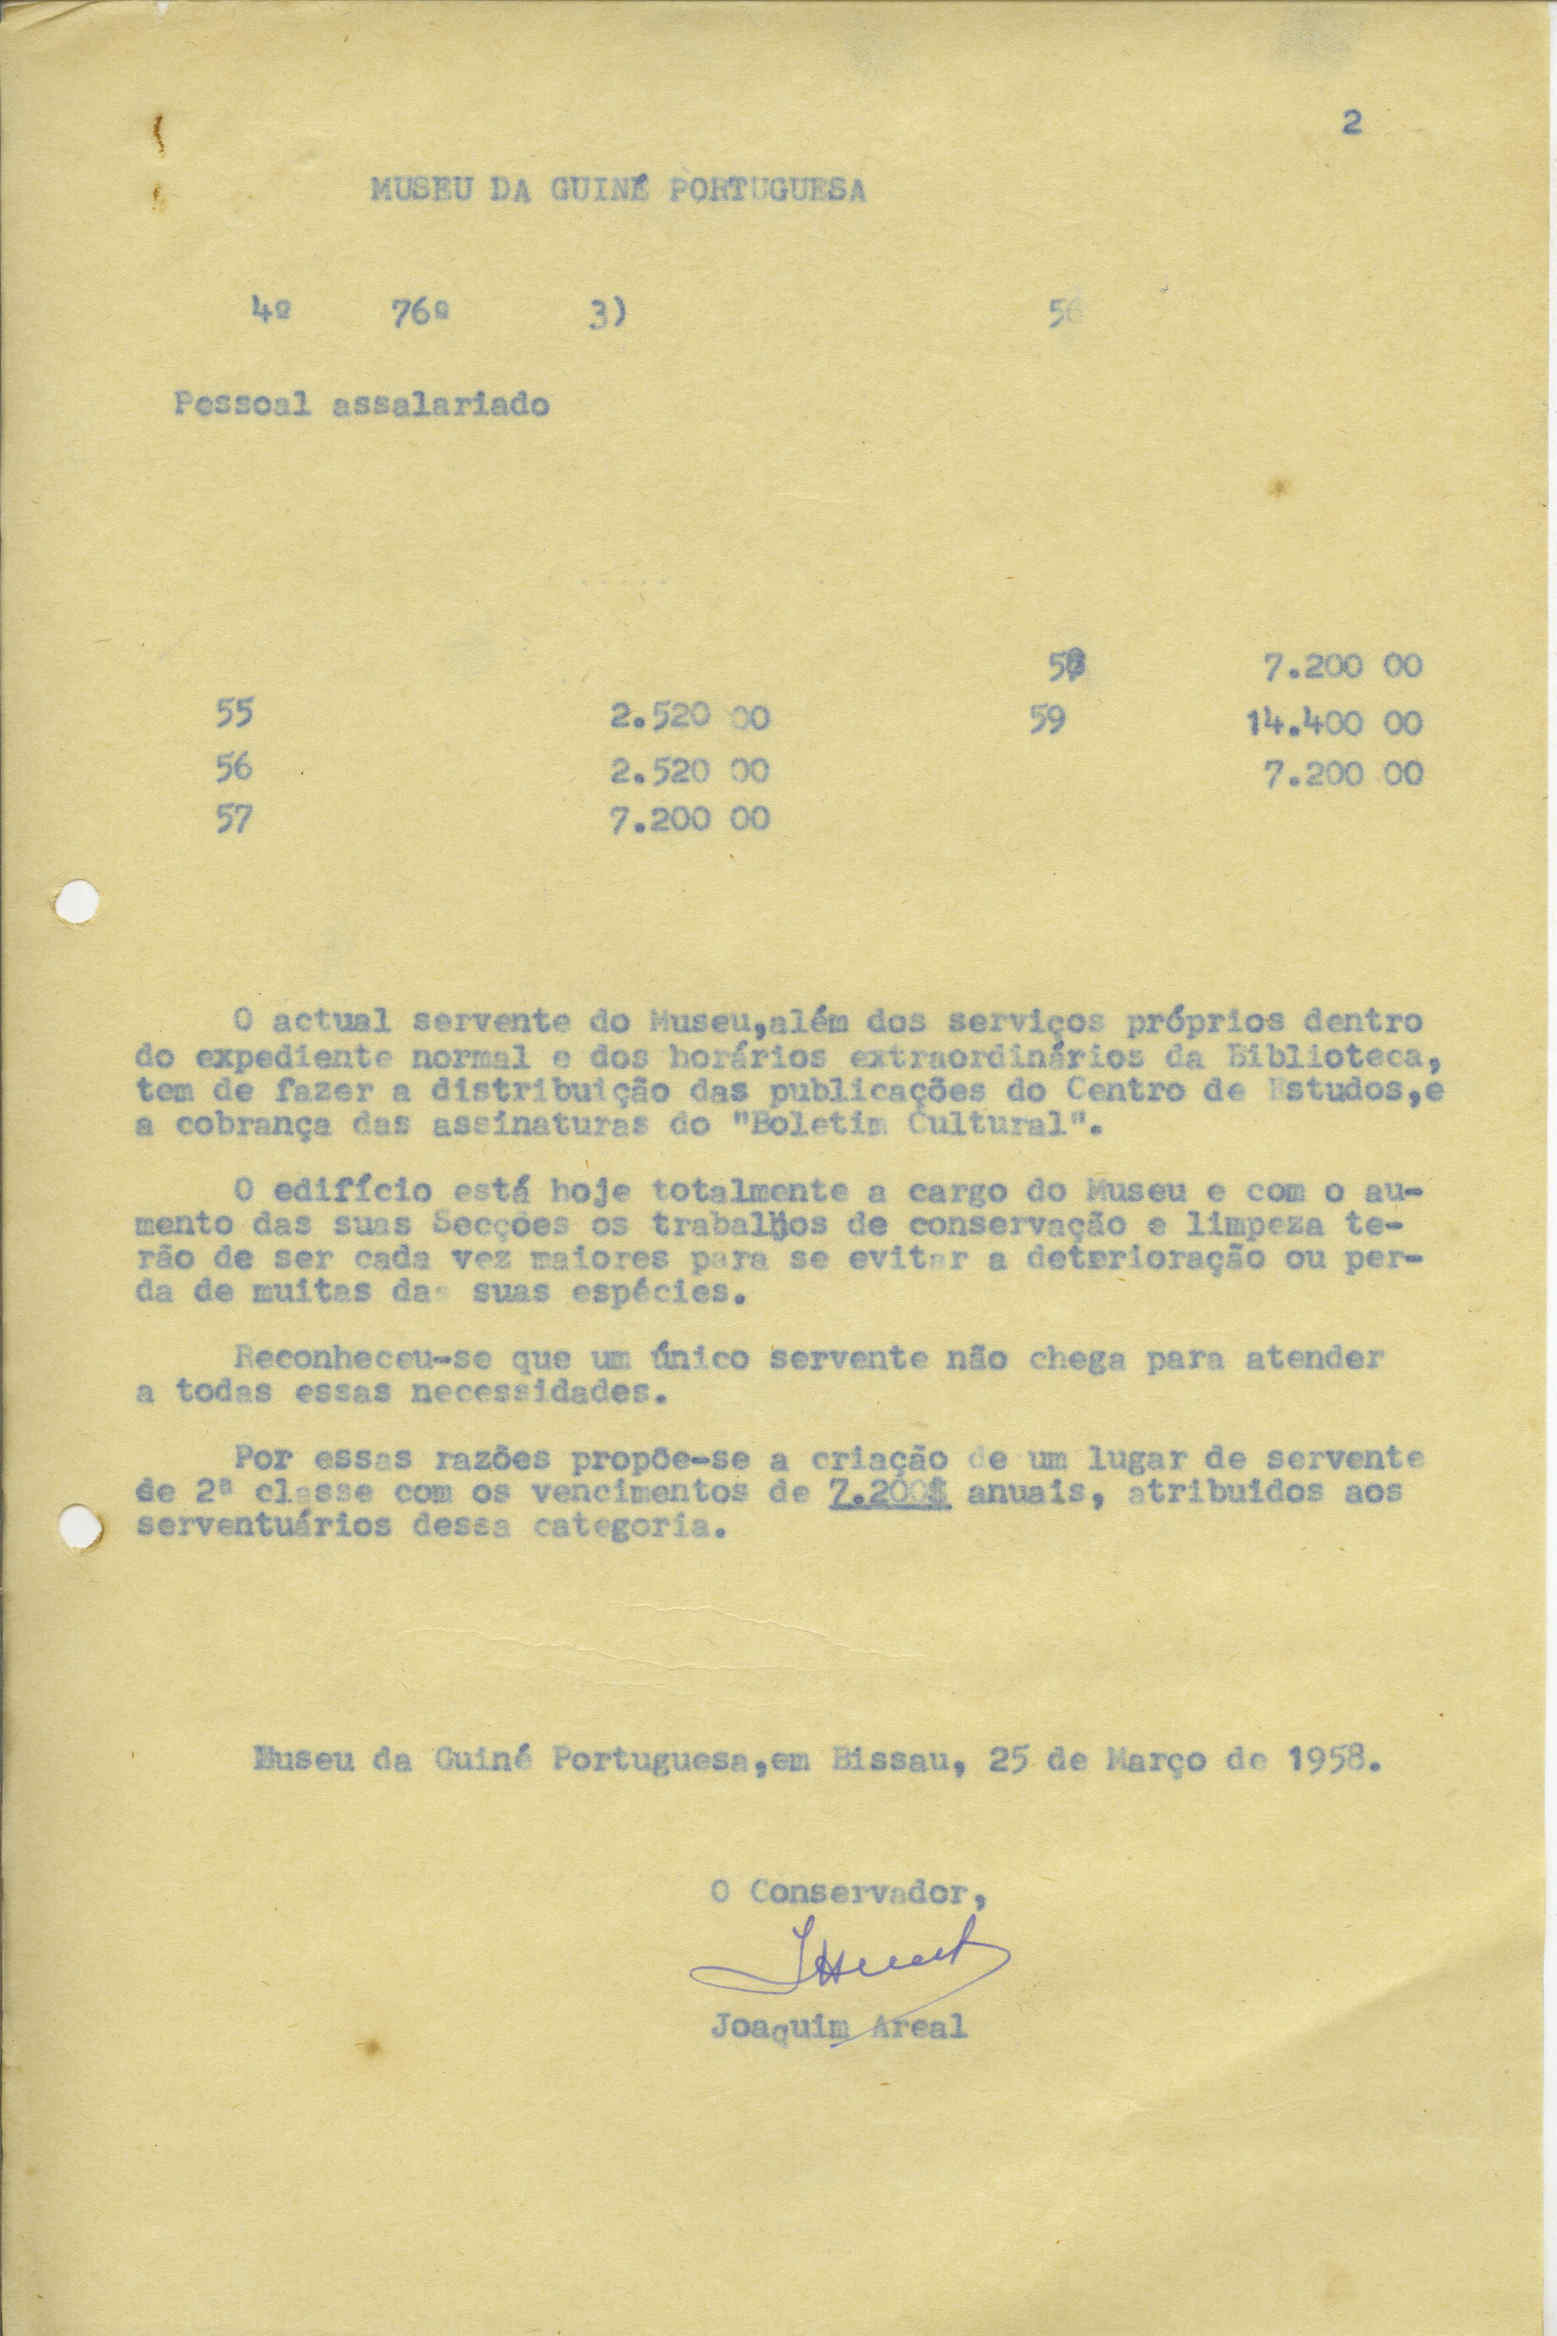 2
MUSEU DA GUINÉ PORTUGUESA
4º 76º 3) 56
Pessoal assalariado
58 7.200 00
55 2.520 00 59 14.400 00
56 2.520 00 7.200 00
57 7.200 00
O actual servente do Museu,além dos serviços próprios dentro
do expediente normal e dos horários extraordinários da Biblioteca,
tem de fazer a distribuição das publicações do Centro de Estudos,e
a cobrança das assinaturas do "Boletim Cultural".
O edifício está hoje totalmente a cargo do Museu e com o au-
mento das suas Secções os trabalhos de conservação e limpeza te-
rão de ser cada vez maiores para se evitar a deterioração ou per-
da de muitas das suas espécies.
Reconheceu-se que um único servente não chega para atender
a todas essas necessidades.
Por essas razões propõe-se a criação de um lugar de servente
de 2ª classe com os vencimentos de 7.200$ anuais, atribuidos aos
serventuários dessa categoria.
Museu da Guiné Portuguesa,em Bissau, 25 de Março de 1958.
O Conservador,
Joaquim Areal